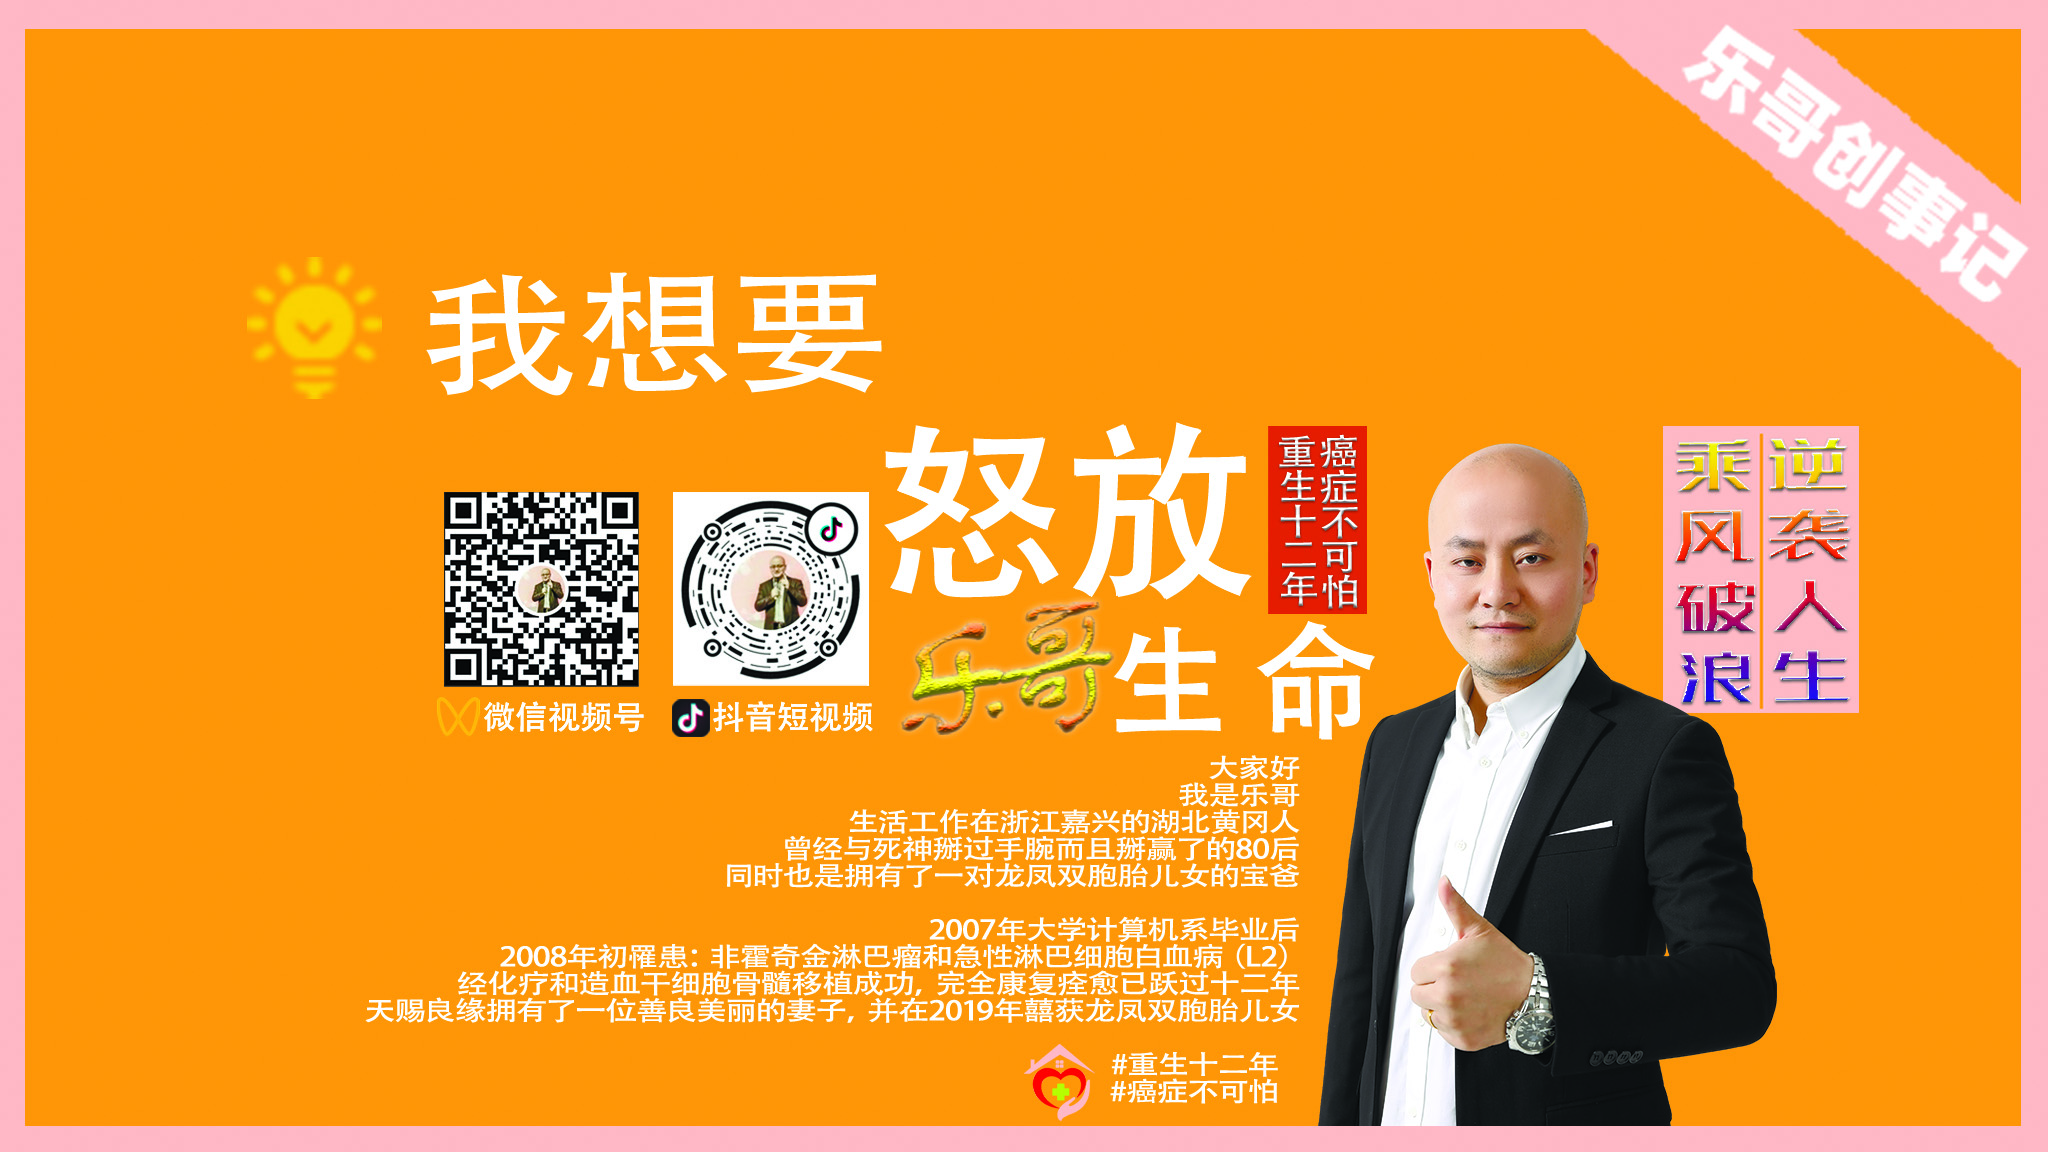 乐哥创事记
我想要
怒放
癌症不可怕
重生十二年
逆袭人生
乘风破浪
乐哥
生命
微信视频号
抖音短视频
大家好
我是乐哥
生活工作在浙江嘉兴的湖北黄冈人
曾经与死神掰过手腕而且掰赢了的80后
同时也是拥有了一对龙凤双胞胎儿女的宝爸
2007年大学计算机系毕业后
2008年初罹患：非霍奇金淋巴瘤和急性淋巴细胞白血病（L2）
经化疗和造血干细胞骨髓移植成功，完全康复痊愈已跃过十二年
天赐良缘拥有了一位善良美丽的妻子，并在2019年囍获龙凤双胞胎儿女
#重生十二年
#癌症不可怕